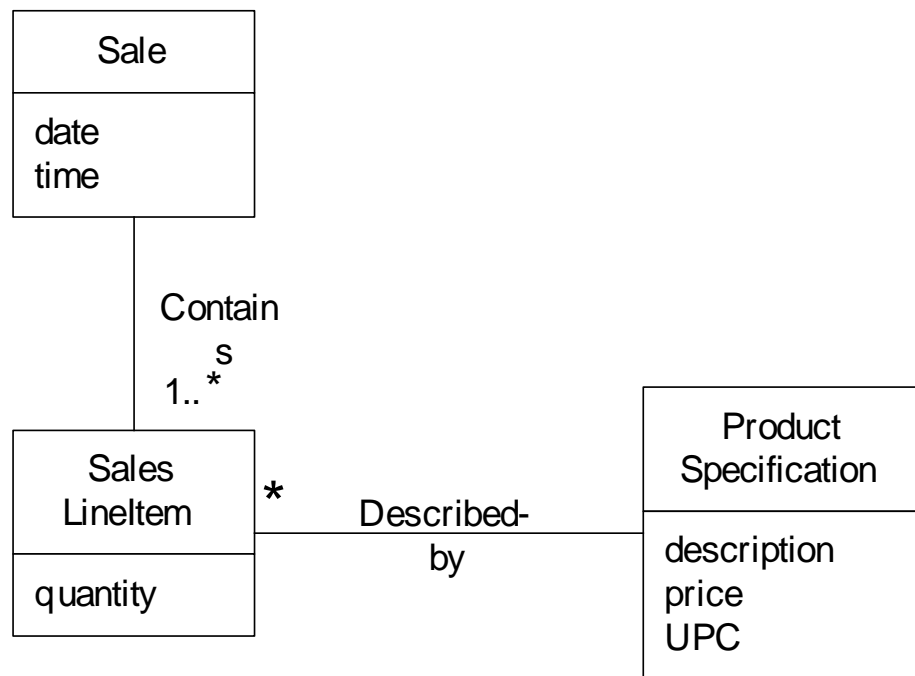 Sale
date
time
Contain
s
1..*
Sales
LineItem
*
Described-
by
quantity
Product
Specification
description
price
UPC